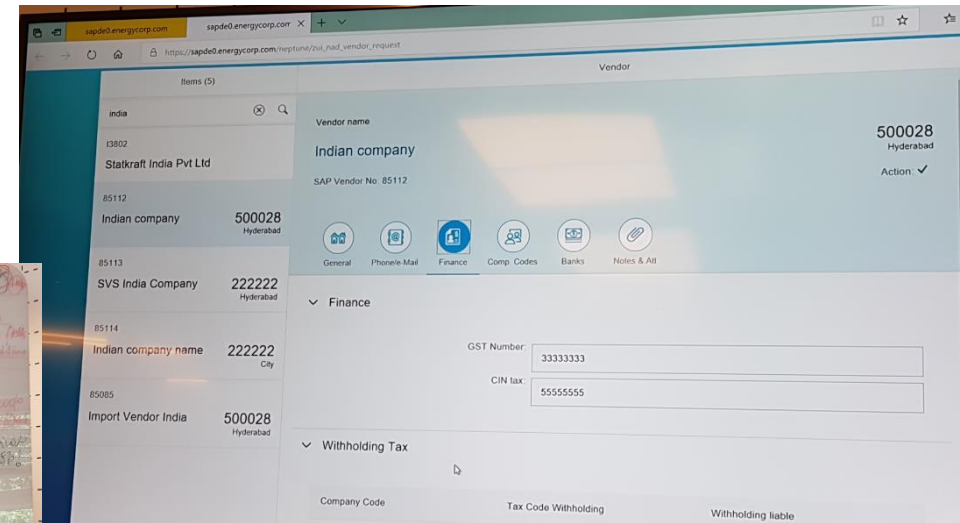 sapde0.energycorp.com
sapde0.energycorp.com
https://sapde0.energycorp.com/neptune/zui_nad_vendor_request
Items (5)
india
I3802
Statkraft India Pvt Ltd
85112
Indian company 500028
Hyderabad
85113
SVS India Company 222222
Hyderabad
85114
Indian company name 222222
City
85085
Import Vendor India 500028
Hyderabad
Vendor
Vendor name
Indian company
SAP Vendor No: 85112
500028
Hyderabad
Action:
General Phone/e-Mail Finance Comp. Codes Banks Notes & Att
Finance
GST Number: 33333333
CIN tax: 55555555
Withholding Tax
Company Code Tax Code Withholding Withholding liable